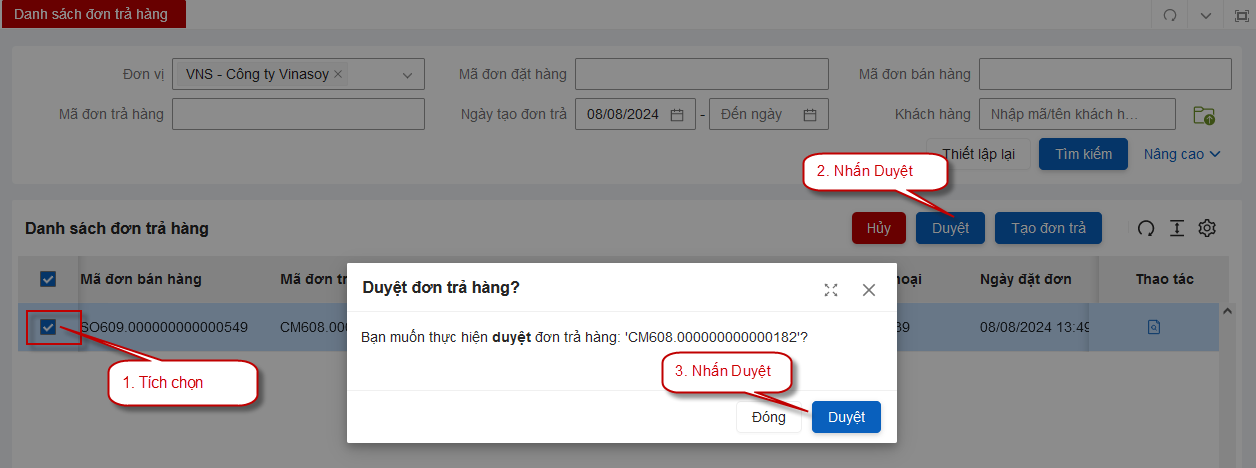 Danh sách đơn trả hàng
Đơn vị VNS - Công ty Vinasoy Mã đơn đặt hàng Mã đơn bán hàng
Mã đơn trả hàng Ngày tạo đơn trả 08/08/2024 - Đến ngày Khách hàng Nhập mã/tên khách h...
Thiết lập lại Tìm kiếm Nâng cao
2. Nhấn Duyệt
Danh sách đơn trả hàng Hủy Duyệt Tạo đơn trả
Mã đơn bán hàng Mã đơn Ngày đặt đơn Thao tác
Duyệt đơn trả hàng?
SO609.000000000000549 08/08/2024 13:49
Bạn muốn thực hiện duyệt đơn trả hàng: 'CM608.000000000000182'?
1. Tích chọn
3. Nhấn Duyệt
Đóng Duyệt